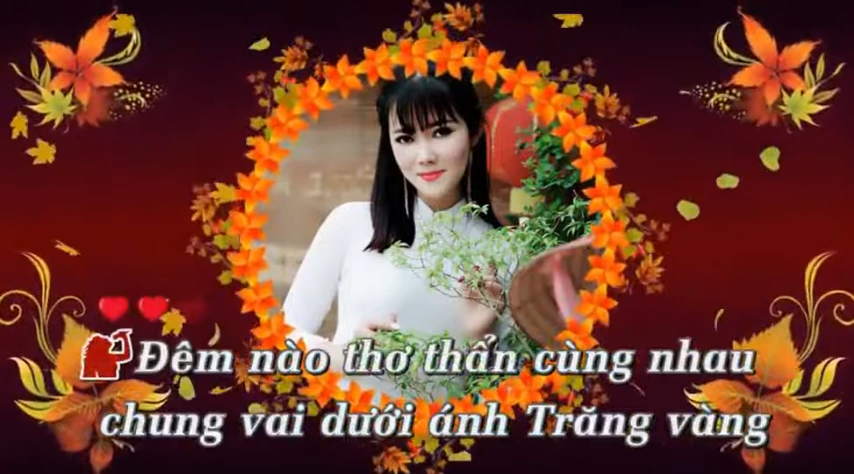 Đêm nào thơ thẩn cùng nhau
chung vai dưới ánh Trăng vàng